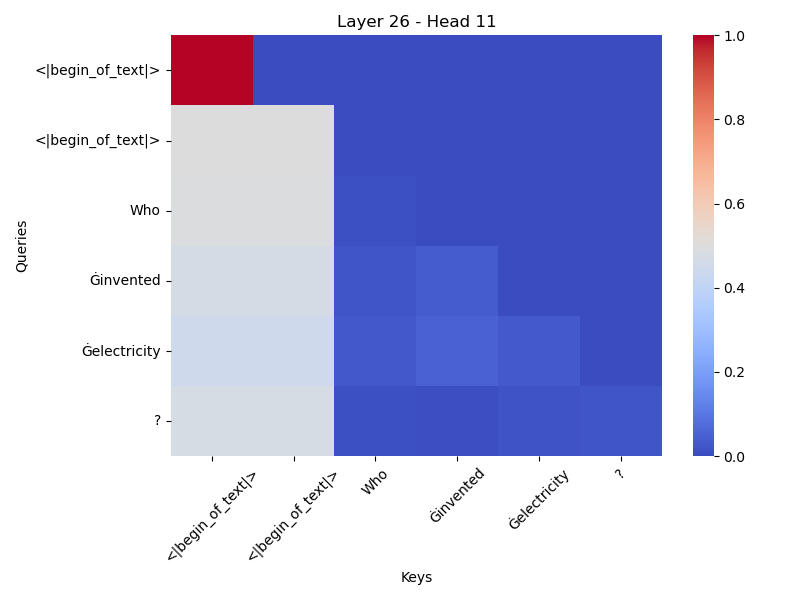 Layer 26 - Head 11
<|begin_of_text|>
<|begin_of_text|>
Who
Ġinvented
Ġelectricity
?
Queries
<|begin_of_text|>
<|begin_of_text|>
Who
Ġinvented
Ġelectricity
?
Keys
1.0
0.8
0.6
0.4
0.2
0.0